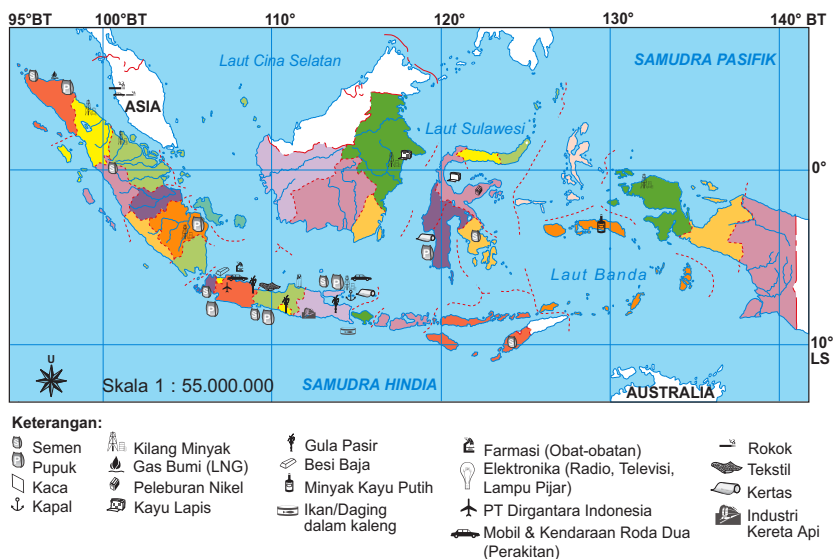 95°BT 100°BT 110° 120° 130° 140° BT
Laut Cina Selatan
SAMUDRA PASIFIK
ASIA
Laut Sulawesi
0°
Laut Banda
10°
LS
U
Skala 1 : 55.000.000
SAMUDRA HINDIA
AUSTRALIA
Keterangan:
Semen
Pupuk
Kaca
Kapal
Kilang Minyak
Gas Bumi (LNG)
Peleburan Nikel
Kayu Lapis
Gula Pasir
Besi Baja
Minyak Kayu Putih
Ikan/Daging
dalam kaleng
Farmasi (Obat-obatan)
Elektronika (Radio, Televisi,
Lampu Pijar)
PT Dirgantara Indonesia
Mobil & Kendaraan Roda Dua
(Perakitan)
Rokok
Tekstil
Kertas
Industri
Kereta Api